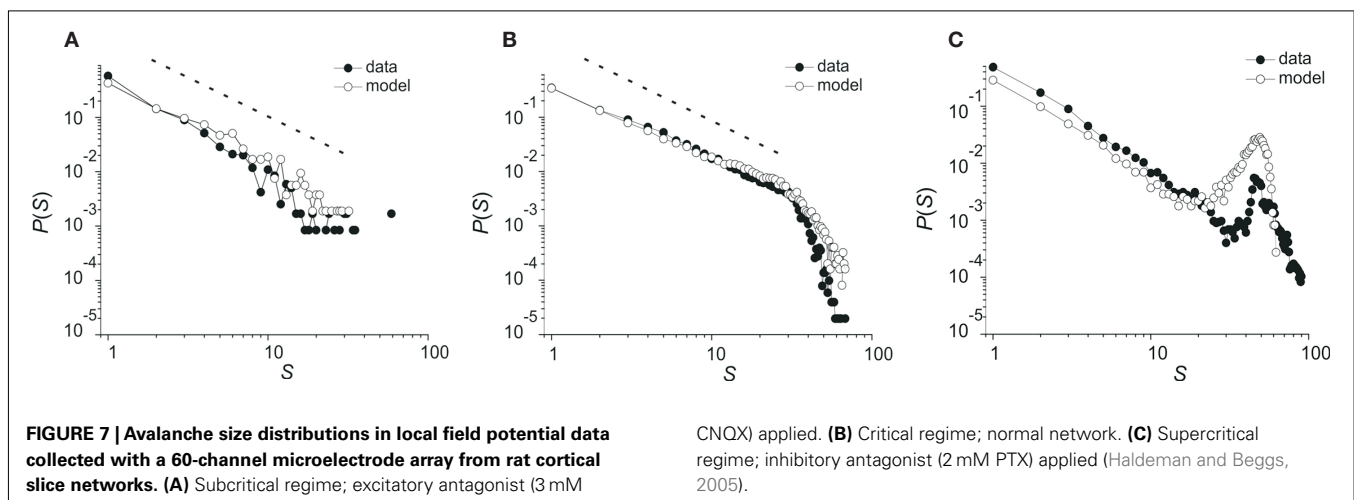 A
data
model
10 -1
10 -2
10 -3
10 -4
10 -5
P(S)
1
10
100
S
B
data
model
10 -1
10 -2
10 -3
10 -4
10 -5
P(S)
1
10
100
S
C
data
model
10 -1
10 -2
10 -3
10 -4
10 -5
P(S)
1
10
100
S
FIGURE 7 | Avalanche size distributions in local field potential data
collected with a 60-channel microelectrode array from rat cortical
slice networks. (A) Subcritical regime; excitatory antagonist (3 mM
CNQX) applied. (B) Critical regime; normal network. (C) Supercritical
regime; inhibitory antagonist (2 mM PTX) applied (Haldeman and Beggs,
2005).